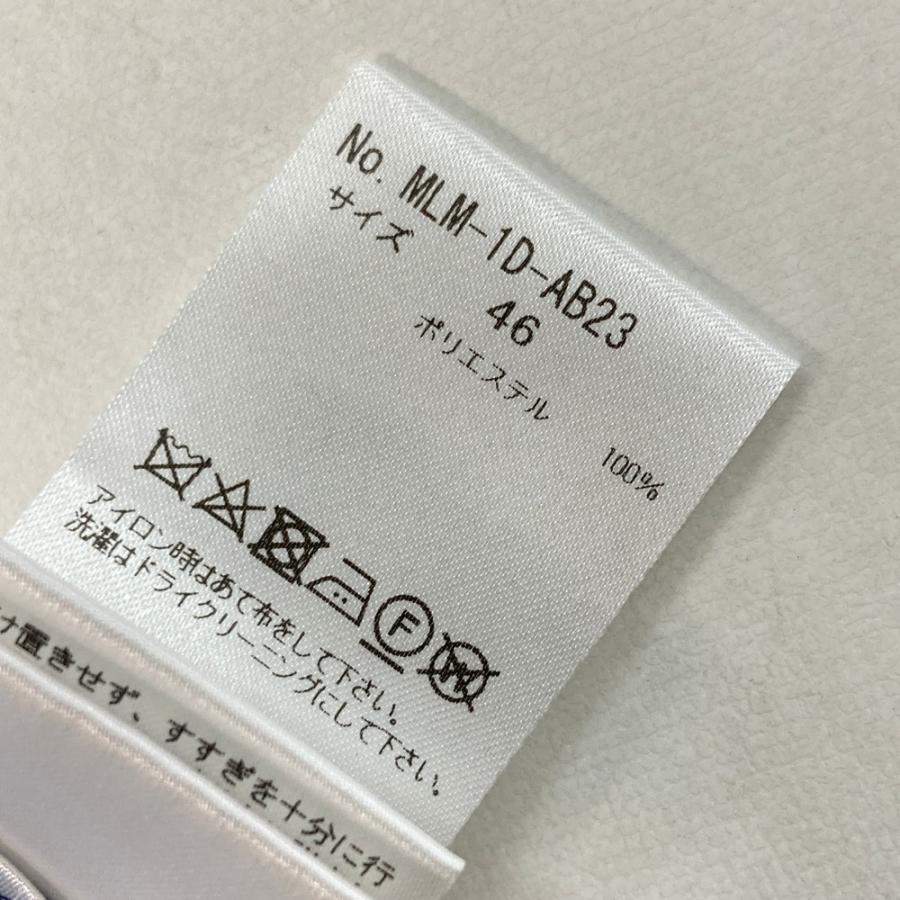 No. MLM-1D-AB23
サイズ 46
ポリエステル 100%
F
W
アイロン時はあて布をして下さい。
洗濯はドライクリーニングにして下さい。
け置きせず、すすぎを十分に行